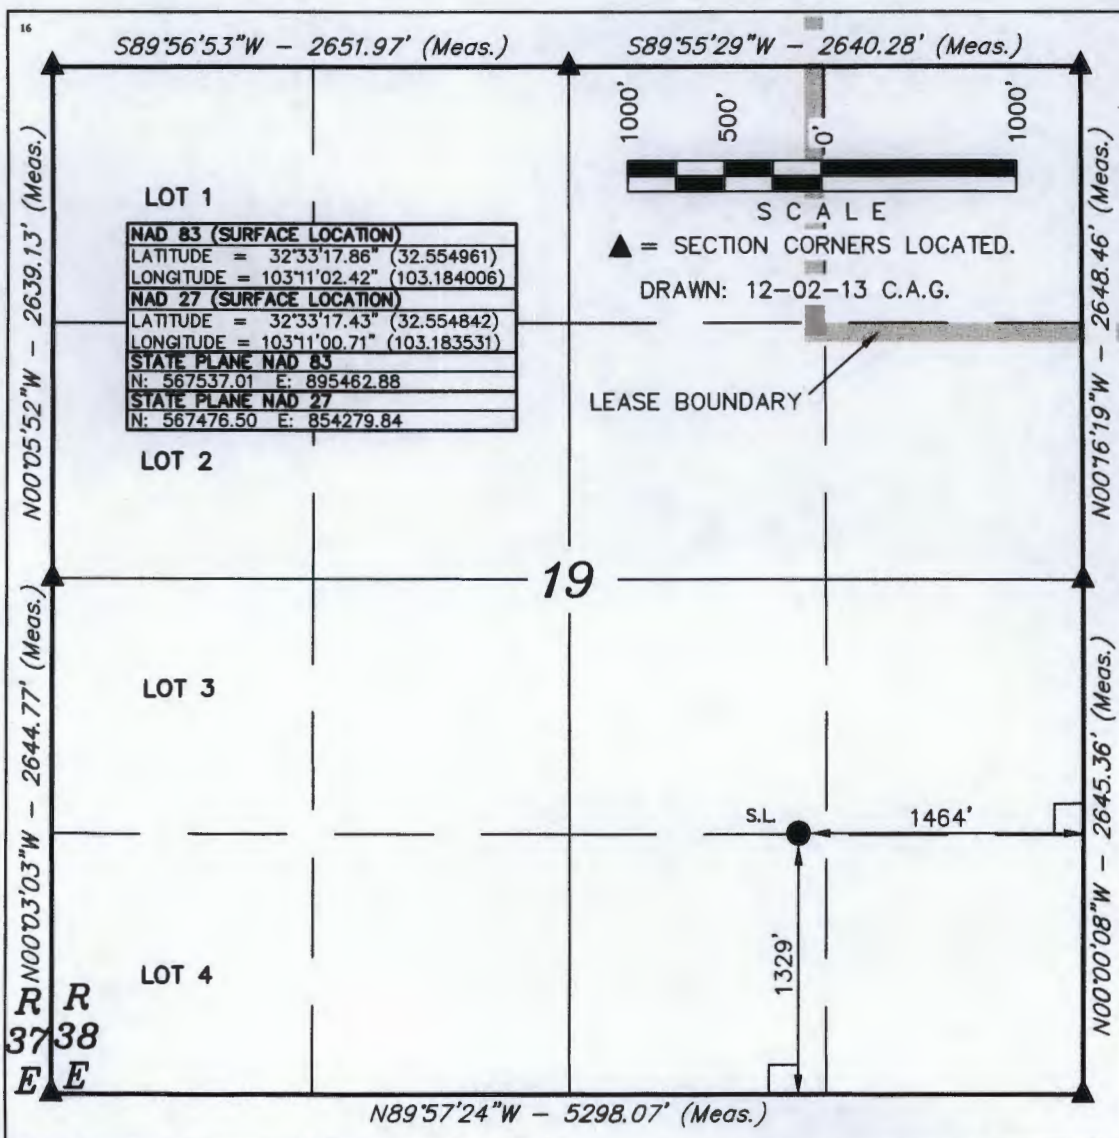 16
S89°56'53"W – 2651.97' (Meas.)
S89°55'29"W – 2640.28' (Meas.)
N00°05'52"W – 2639.13' (Meas.)
N00°16'19"W – 2648.46' (Meas.)
1000'
500'
0'
1000'
SCALE
▲ = SECTION CORNERS LOCATED.
DRAWN: 12-02-13 C.A.G.
LOT 1
NAD 83 (SURFACE LOCATION)
LATITUDE = 32°33'17.86" (32.554961)
LONGITUDE = 103°11'02.42" (103.184006)
NAD 27 (SURFACE LOCATION)
LATITUDE = 32°33'17.43" (32.554842)
LONGITUDE = 103°11'00.71" (103.183531)
STATE PLANE NAD 83
N: 567537.01 E: 895462.88
STATE PLANE NAD 27
N: 567476.50 E: 854279.84
LEASE BOUNDARY
LOT 2
19
LOT 3
N00°03'03"W – 2644.77' (Meas.)
N00°00'08"W – 2645.36' (Meas.)
S.L.
1464'
1329'
LOT 4
R R
37 38
E E
N89°57'24"W – 5298.07' (Meas.)